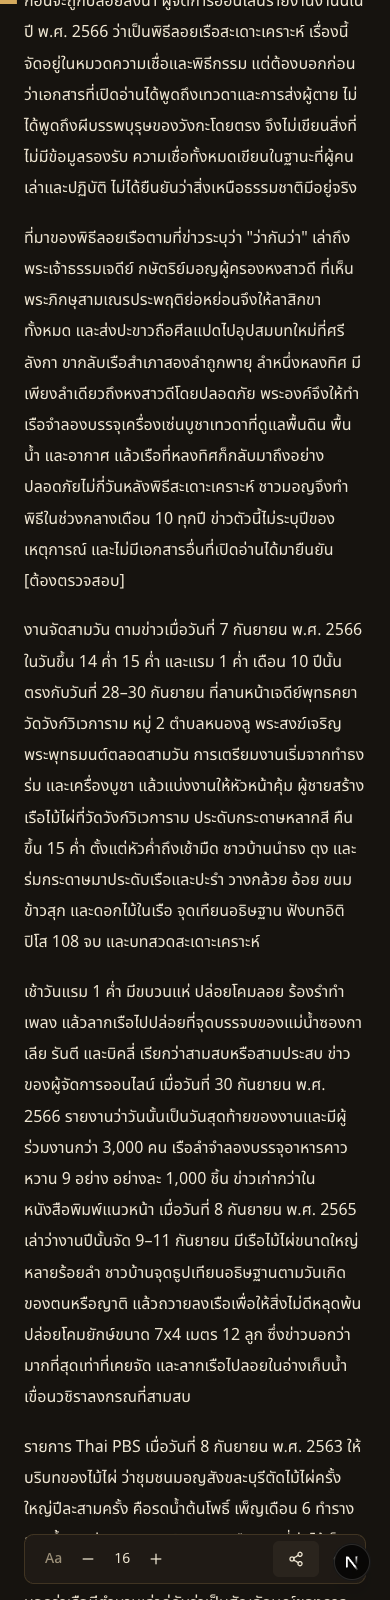 ก่อนจะถูกปล่อยลงน้ำ ผู้จัดการออนไลน์รายงานงานนี้ใน
ปี พ.ศ. 2566 ว่าเป็นพิธีลอยเรือสะเดาะเคราะห์ เรื่องนี้
จัดอยู่ในหมวดความเชื่อและพิธีกรรม แต่ต้องบอกก่อน
ว่าเอกสารที่เปิดอ่านได้พูดถึงเทวดาและการส่งผู้ตาย ไม่
ได้พูดถึงผีบรรพบุรุษของวังกะโดยตรง จึงไม่เขียนสิ่งที่
ไม่มีข้อมูลรองรับ ความเชื่อทั้งหมดเขียนในฐานะที่ผู้คน
เล่าและปฏิบัติ ไม่ได้ยืนยันว่าสิ่งเหนือธรรมชาติมีอยู่จริง
ที่มาของพิธีลอยเรือตามที่ข่าวระบุว่า "ว่ากันว่า" เล่าถึง
พระเจ้าธรรมเจดีย์ กษัตริย์มอญผู้ครองหงสาวดี ที่เห็น
พระภิกษุสามเณรประพฤติย่อหย่อนจึงให้ลาสิกขา
ทั้งหมด และส่งปะขาวถือศีลแปดไปอุปสมบทใหม่ที่ศรี
ลังกา ขากลับเรือสำเภาสองลำถูกพายุ ลำหนึ่งหลงทิศ มี
เพียงลำเดียวถึงหงสาวดีโดยปลอดภัย พระองค์จึงให้ทำ
เรือจำลองบรรจุเครื่องเซ่นบูชาเทวดาที่ดูแลพื้นดิน พื้น
น้ำ และอากาศ แล้วเรือที่หลงทิศก็กลับมาถึงอย่าง
ปลอดภัยไม่กี่วันหลังพิธีสะเดาะเคราะห์ ชาวมอญจึงทำ
พิธีในช่วงกลางเดือน 10 ทุกปี ข่าวตัวนี้ไม่ระบุปีของ
เหตุการณ์ และไม่มีเอกสารอื่นที่เปิดอ่านได้มายืนยัน
[ต้องตรวจสอบ]
งานจัดสามวัน ตามข่าวเมื่อวันที่ 7 กันยายน พ.ศ. 2566
ในวันขึ้น 14 ค่ำ 15 ค่ำ และแรม 1 ค่ำ เดือน 10 ปีนั้น
ตรงกับวันที่ 28–30 กันยายน ที่ลานหน้าเจดีย์พุทธคยา
วัดวังก์วิเวการาม หมู่ 2 ตำบลหนองลู พระสงฆ์เจริญ
พระพุทธมนต์ตลอดสามวัน การเตรียมงานเริ่มจากทำธง
ร่ม และเครื่องบูชา แล้วแบ่งงานให้หัวหน้าคุ้ม ผู้ชายสร้าง
เรือไม้ไผ่ที่วัดวังก์วิเวการาม ประดับกระดาษหลากสี คืน
ขึ้น 15 ค่ำ ตั้งแต่หัวค่ำถึงเช้ามืด ชาวบ้านนำธง ตุง และ
ร่มกระดาษมาประดับเรือและปะรำ วางกล้วย อ้อย ขนม
ข้าวสุก และดอกไม้ในเรือ จุดเทียนอธิษฐาน ฟังบทอิติ
ปิโส 108 จบ และบทสวดสะเดาะเคราะห์
เช้าวันแรม 1 ค่ำ มีขบวนแห่ ปล่อยโคมลอย ร้องรำทำ
เพลง แล้วลากเรือไปปล่อยที่จุดบรรจบของแม่น้ำซองกา
เลีย รันตี และบิคลี่ เรียกว่าสามสบหรือสามประสบ ข่าว
ของผู้จัดการออนไลน์ เมื่อวันที่ 30 กันยายน พ.ศ.
2566 รายงานว่าวันนั้นเป็นวันสุดท้ายของงานและมีผู้
ร่วมงานกว่า 3,000 คน เรือลำจำลองบรรจุอาหารคาว
หวาน 9 อย่าง อย่างละ 1,000 ชิ้น ข่าวเก่ากว่าใน
หนังสือพิมพ์แนวหน้า เมื่อวันที่ 8 กันยายน พ.ศ. 2565
เล่าว่างานปีนั้นจัด 9–11 กันยายน มีเรือไม้ไผ่ขนาดใหญ่
หลายร้อยลำ ชาวบ้านจุดธูปเทียนอธิษฐานตามวันเกิด
ของตนหรือญาติ แล้วถวายลงเรือเพื่อให้สิ่งไม่ดีหลุดพ้น
ปล่อยโคมยักษ์ขนาด 7x4 เมตร 12 ลูก ซึ่งข่าวบอกว่า
มากที่สุดเท่าที่เคยจัด และลากเรือไปลอยในอ่างเก็บน้ำ
เขื่อนวชิราลงกรณที่สามสบ
รายการ Thai PBS เมื่อวันที่ 8 กันยายน พ.ศ. 2563 ให้
บริบทของไม้ไผ่ ว่าชุมชนมอญสังขละบุรีตัดไม้ไผ่ครั้ง
ใหญ่ปีละสามครั้ง คือรดน้ำต้นโพธิ์ เพ็ญเดือน 6 ทำราง
Aa − 16 +
N